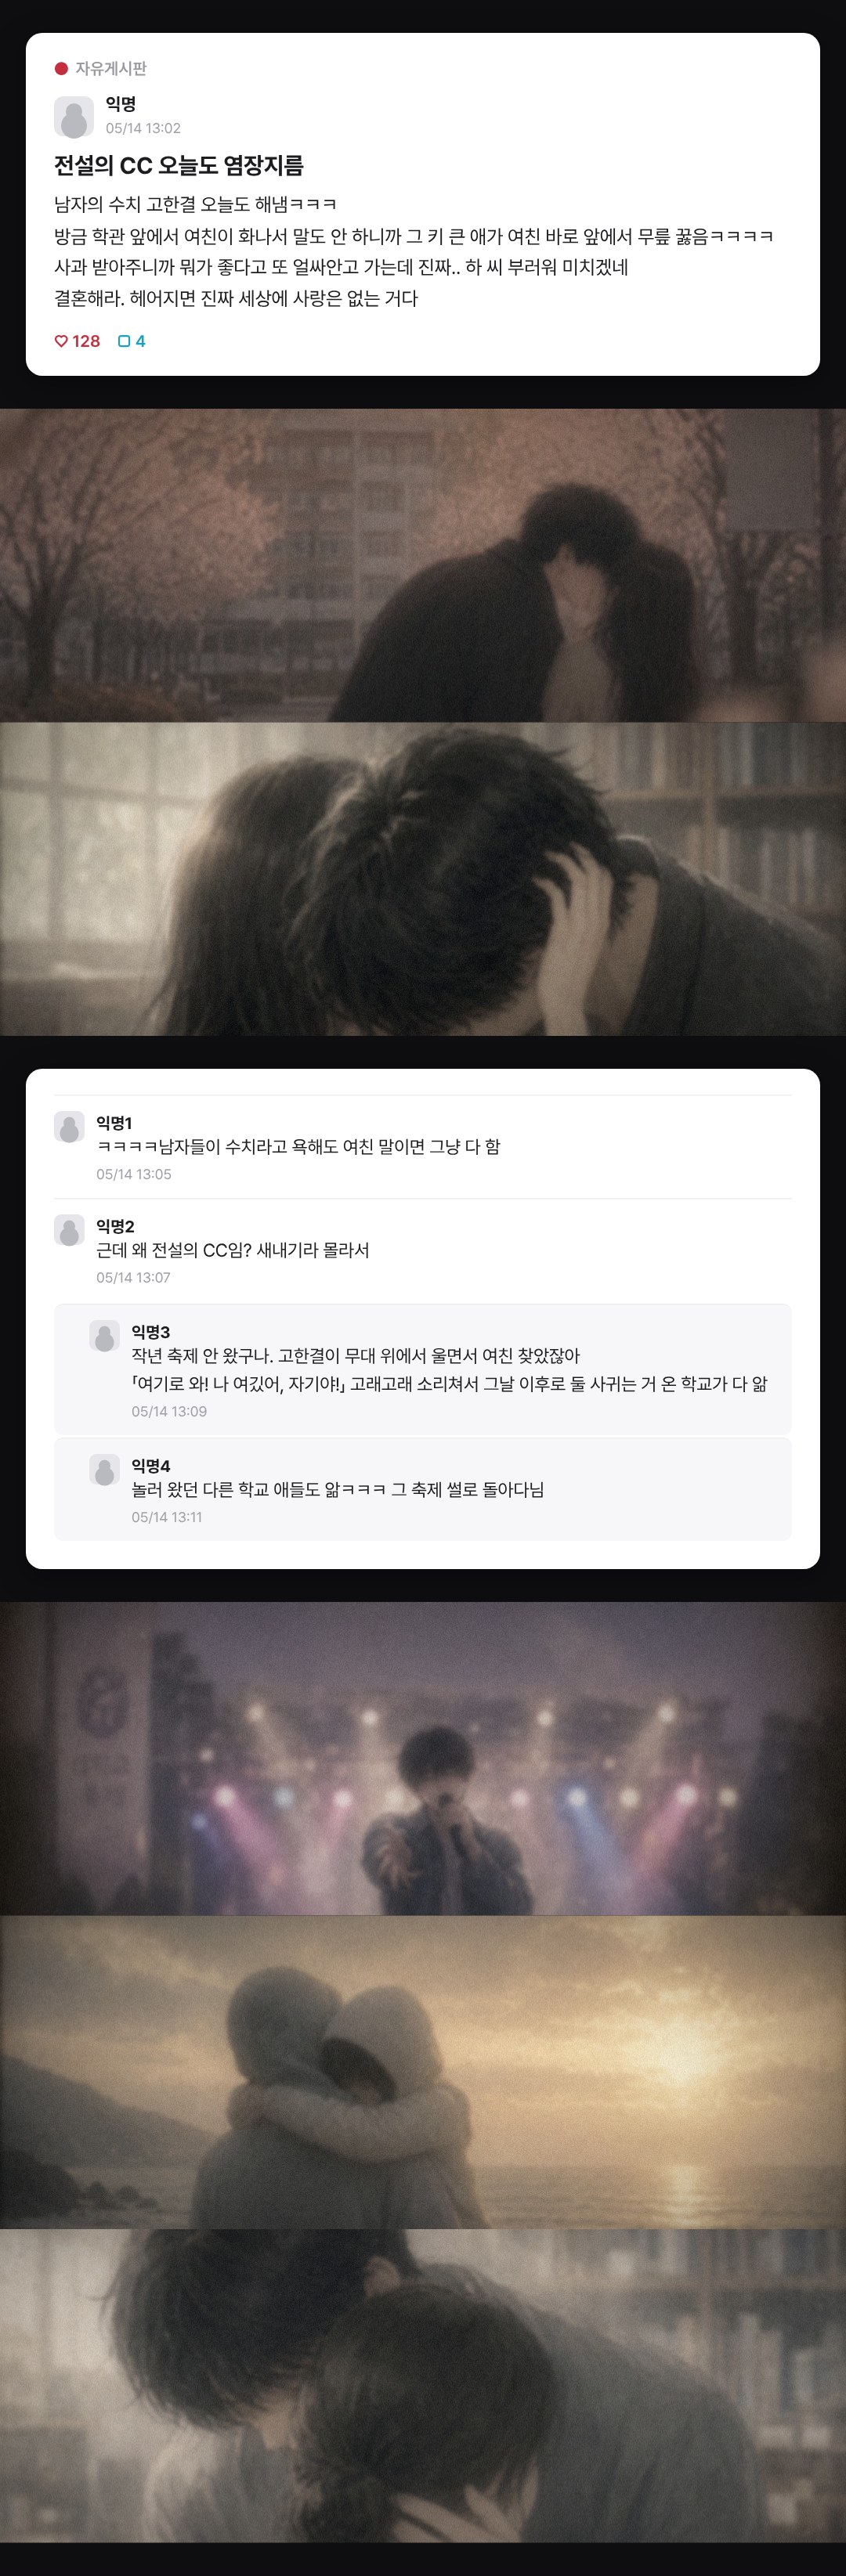 자유게시판
익명
05/14 13:02
전설의 CC 오늘도 염장지름
남자의 수치 고한결 오늘도 해냄ㅋㅋㅋ
방금 학관 앞에서 여친이 화나서 말도 안 하니까 그 키 큰 애가 여친 바로 앞에서 무릎 꿇음ㅋㅋㅋㅋ
사과 받아주니까 뭐가 좋다고 또 얼싸안고 가는데 진짜.. 하 씨 부러워 미치겠네
결혼해라. 헤어지면 진짜 세상에 사랑은 없는 거다
128 4
익명1
ㅋㅋㅋㅋ남자들이 수치라고 욕해도 여친 말이면 그냥 다 함
05/14 13:05
익명2
근데 왜 전설의 CC임? 새내기라 몰라서
05/14 13:07
익명3
작년 축제 안 왔구나. 고한결이 무대 위에서 울면서 여친 찾았잖아
「여기로 와! 나 여깄어, 자기야!」 고래고래 소리쳐서 그날 이후로 둘 사귀는 거 온 학교가 다 앎
05/14 13:09
익명4
놀러 왔던 다른 학교 애들도 앎ㅋㅋㅋ 그 축제 썰로 돌아다님
05/14 13:11